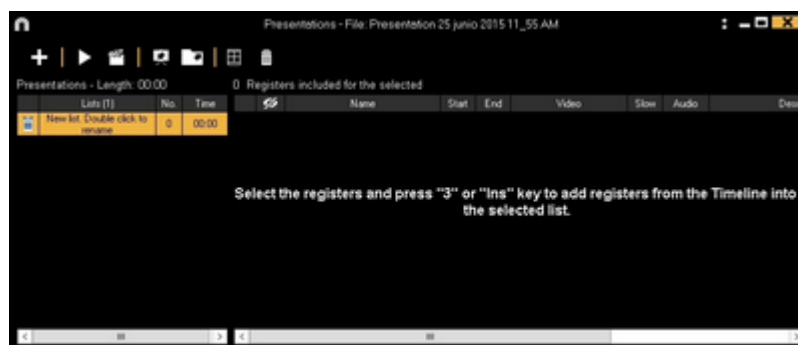 Presentations - File: Presentation 25 junio 2015 11_55 AM
Presentations - Length: 00:00
0 Registers included for the selected
Lists (1) No. Time
Name Start End Video Slow Audio Des
New list. Double click to rename 0 00:00
Select the registers and press "3" or "Ins" key to add registers from the Timeline into
the selected list.